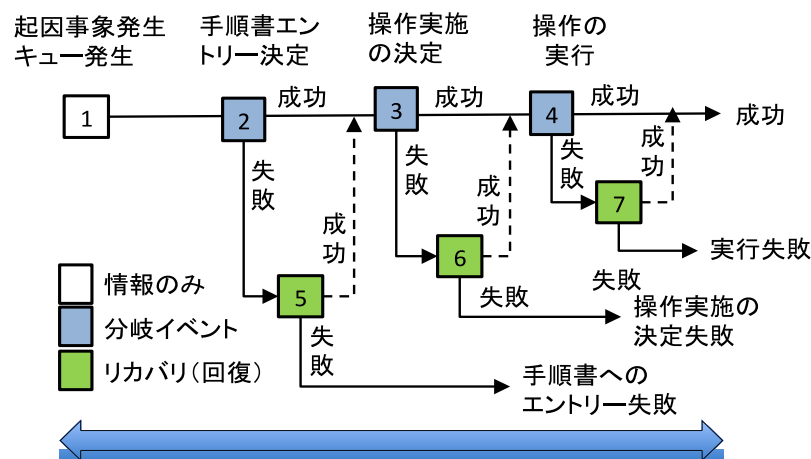 起因事象発生
キュー発生
手順書エン
トリー決定
操作実施
の決定
操作の
実行
1
2
成功
3
成功
4
成功
成功
失敗
失敗
失敗
成功
成功
成功
7
実行失敗
6
失敗
失敗
操作実施の
決定失敗
5
失敗
手順書への
エントリー失敗
情報のみ
分岐イベント
リカバリ(回復)